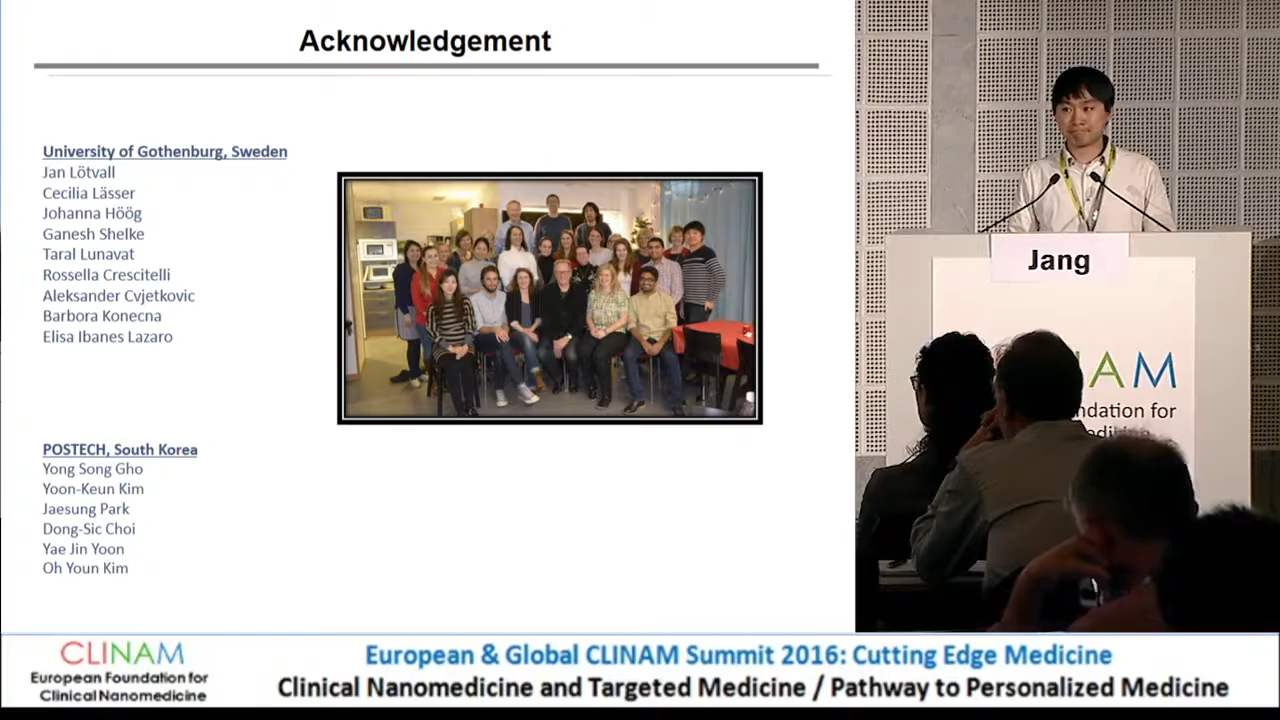 Acknowledgement
University of Gothenburg, Sweden
Jan Lötvall
Cecilia Lässer
Johanna Höög
Ganesh Shelke
Taral Lunavat
Rossella Crescitelli
Aleksander Cvjetkovic
Barbora Konecna
Elisa Ibanes Lazaro
POSTECH, South Korea
Yong Song Gho
Yoon-Keun Kim
Jaesung Park
Dong-Sic Choi
Yae Jin Yoon
Oh Youn Kim
Jang
NAM
ndation for
CLINAM
European Foundation for
Clinical Nanomedicine
European & Global CLINAM Summit 2016: Cutting Edge Medicine
Clinical Nanomedicine and Targeted Medicine / Pathway to Personalized Medicine